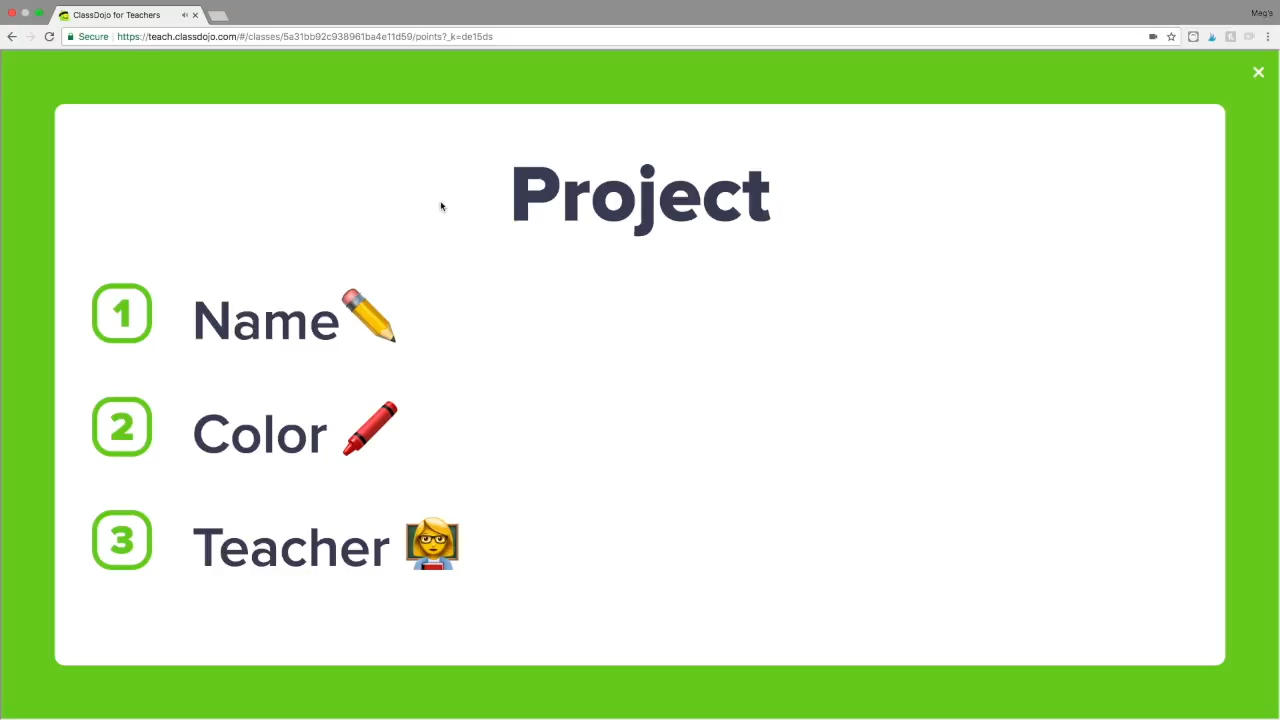 ClassDojo for Teachers
Meg's
Secure
https://teach.classdojo.com/#/classes/5a31bb92c938961ba4e11d59/points?_k=de15ds
Project
1 Name
2 Color
3 Teacher